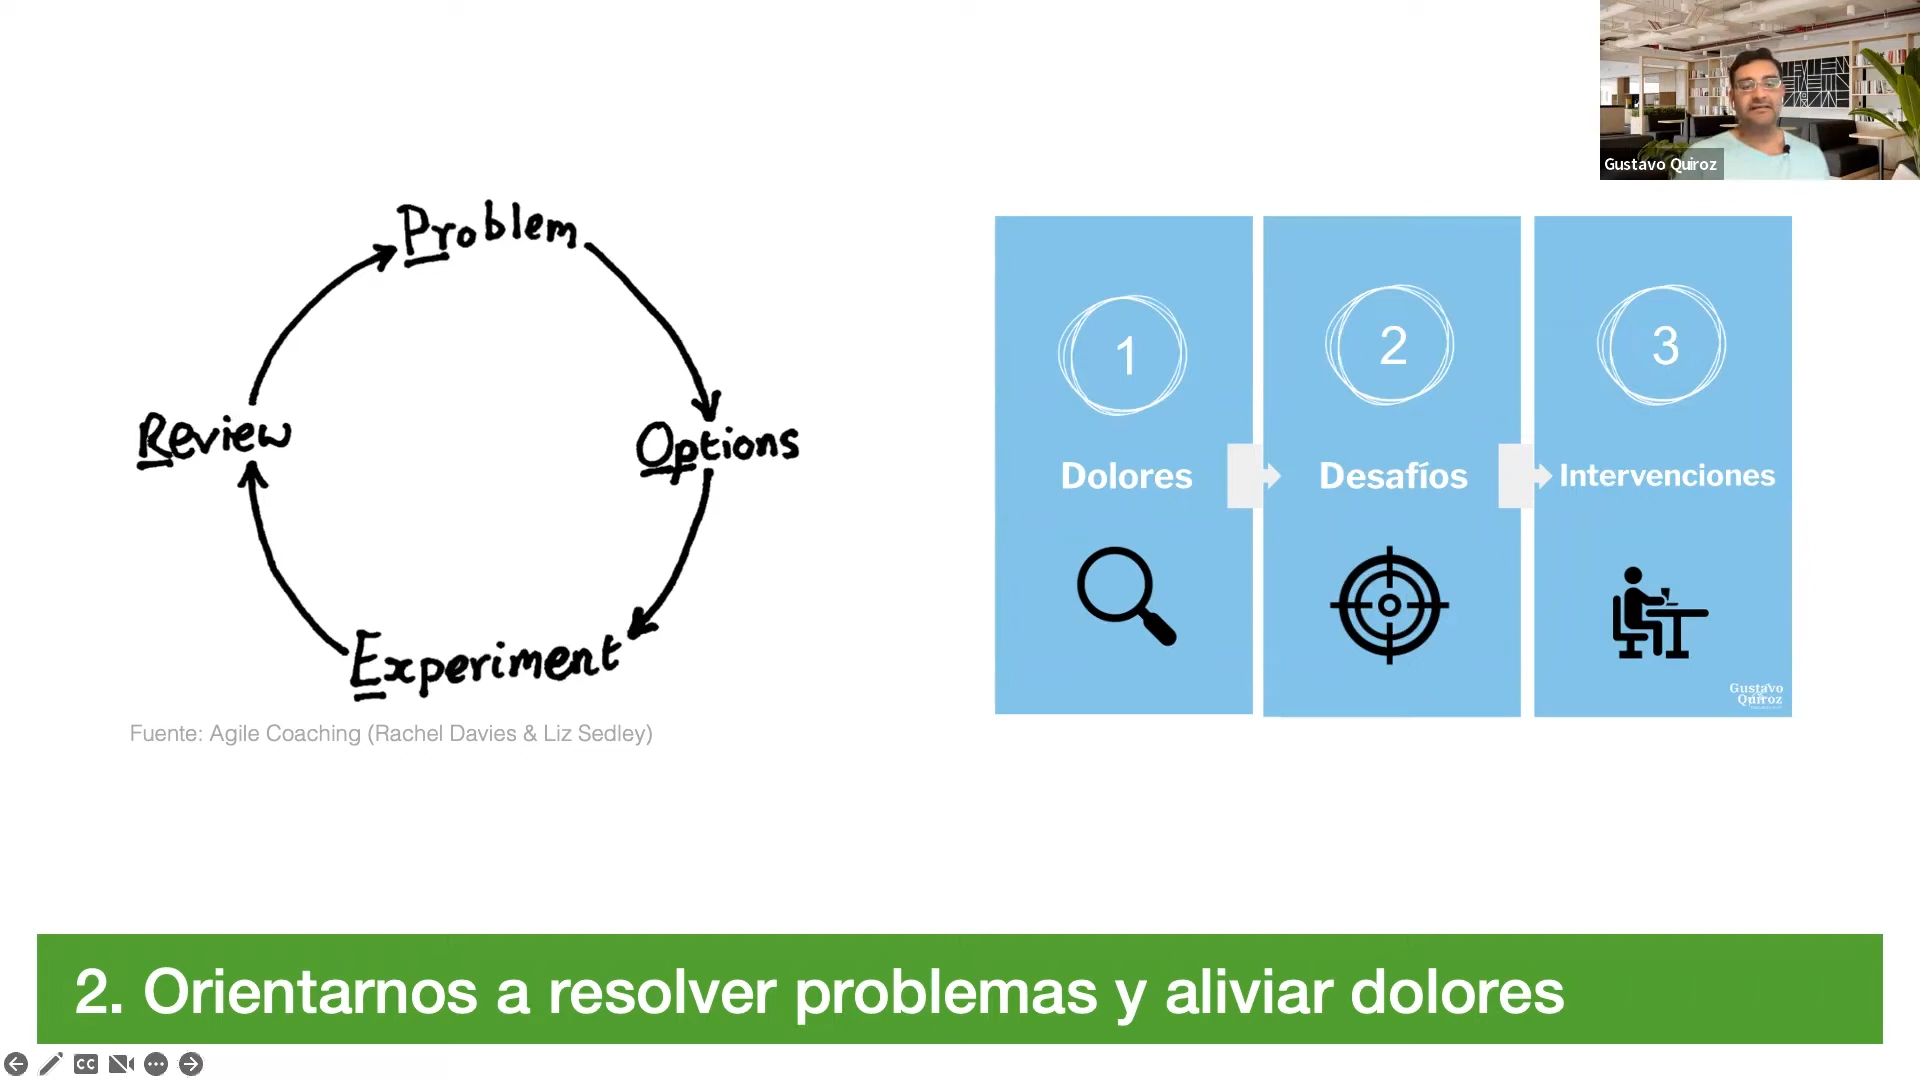 Gustavo Quiroz
Problem
Options
Experiment
Review
Fuente: Agile Coaching (Rachel Davies & Liz Sedley)
1
Dolores
2
Desafíos
3
Intervenciones
Gustavo
Quiroz
2. Orientarnos a resolver problemas y aliviar dolores
CC